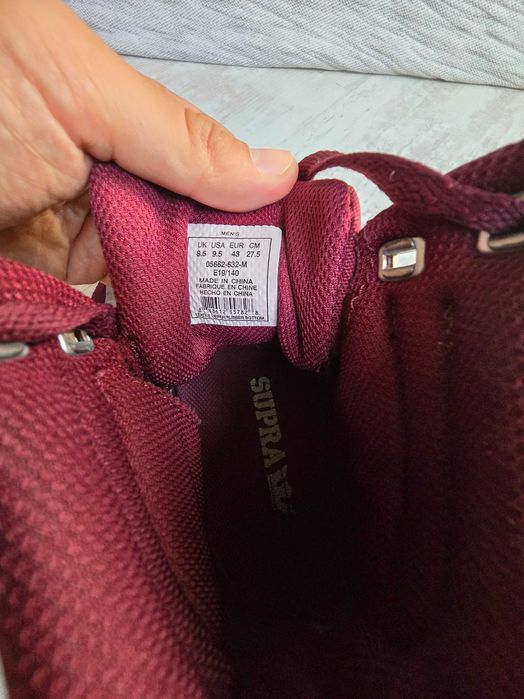 MEN'S
UK USA EUR CM
8.5 9.5 43 27.5
05662-632-M
E19/140
MADE IN CHINA
FABRIQUE EN CHINE
HECHO EN CHINA
SUPRA